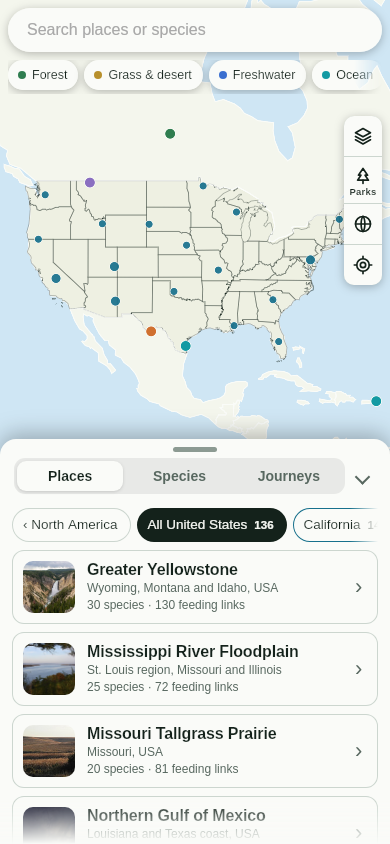 Search places or species
Forest
Grass & desert
Freshwater
Ocean
Parks
Places
Species
Journeys
‹ North America
All United States 136
California
Greater Yellowstone
Wyoming, Montana and Idaho, USA
30 species · 130 feeding links
Mississippi River Floodplain
St. Louis region, Missouri and Illinois
25 species · 72 feeding links
Missouri Tallgrass Prairie
Missouri, USA
20 species · 81 feeding links
Northern Gulf of Mexico
Louisiana and Texas coast, USA